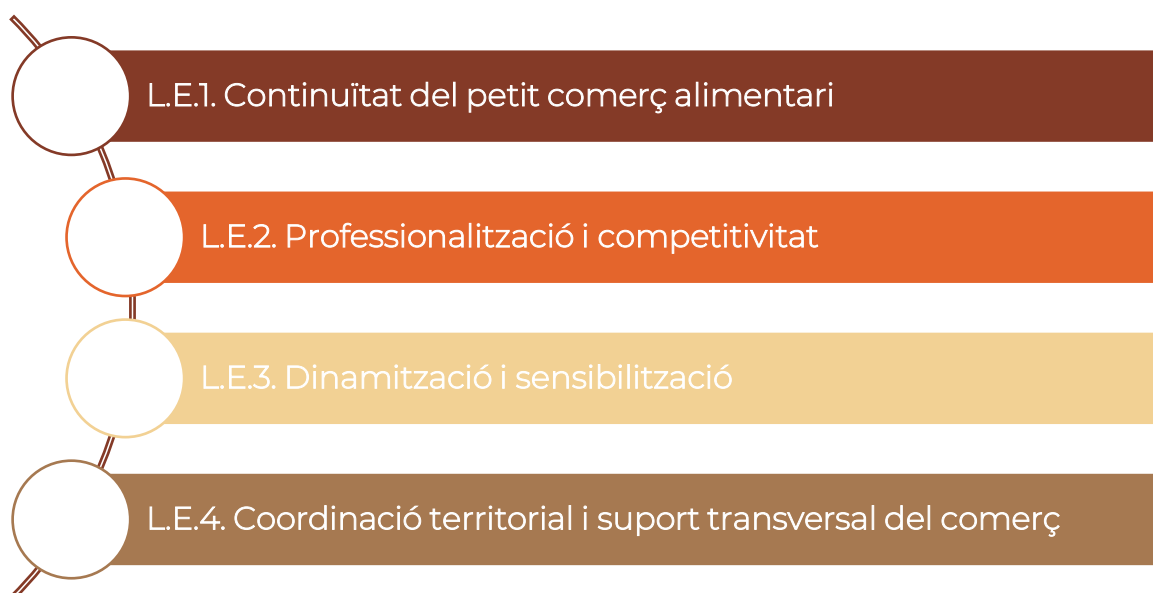 L.E.1. Continuïtat del petit comerç alimentari
L.E.2. Professionalització i competitivitat
L.E.3. Dinamització i sensibilització
L.E.4. Coordinació territorial i suport transversal del comerç